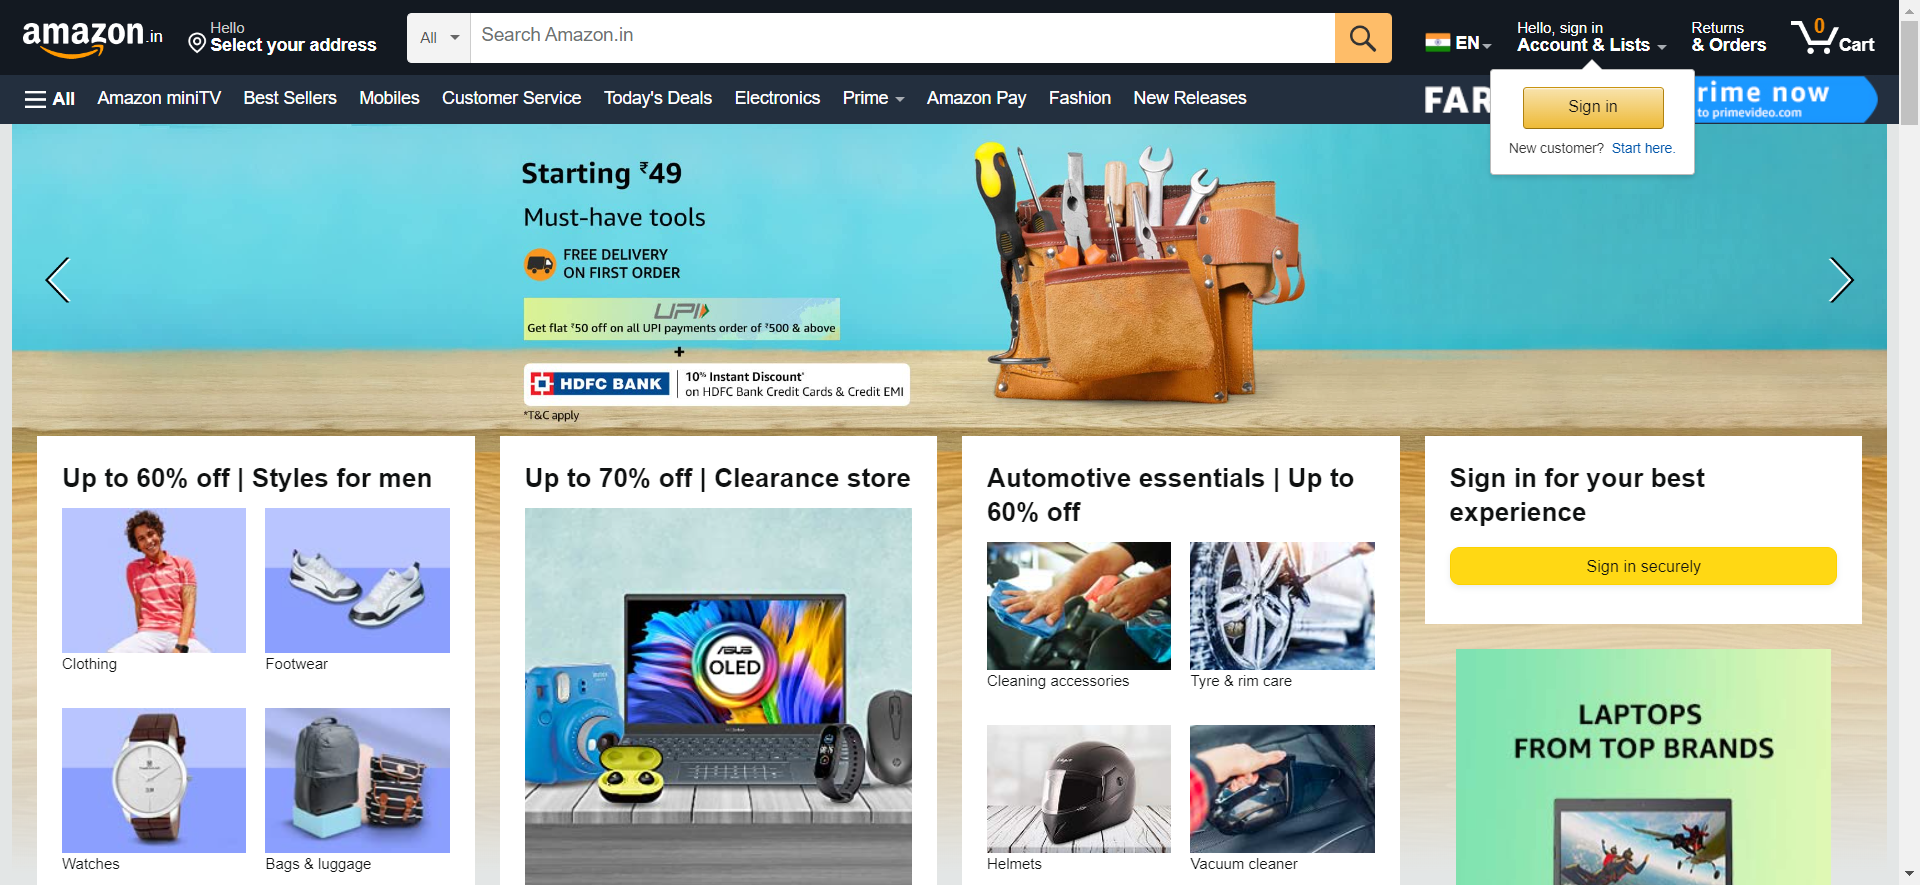 amazon.in
Hello
Select your address
All
Search Amazon.in
EN
Hello, sign in
Account & Lists
Returns
& Orders
0
Cart
All
Amazon miniTV
Best Sellers
Mobiles
Customer Service
Today's Deals
Electronics
Prime
Amazon Pay
Fashion
New Releases
FAR
rime now
to primevideo.com
Sign in
New customer? Start here.
Starting ₹49
Must-have tools
FREE DELIVERY
ON FIRST ORDER
UPI
Get flat ₹50 off on all UPI payments order of ₹500 & above
+
HDFC BANK
10% Instant Discount*
on HDFC Bank Credit Cards & Credit EMI
*T&C apply
Up to 60% off | Styles for men
Clothing
Footwear
Watches
Bags & luggage
Up to 70% off | Clearance store
ASUS
OLED
hp
Automotive essentials | Up to
60% off
Cleaning accessories
Tyre & rim care
Helmets
Vacuum cleaner
Sign in for your best
experience
Sign in securely
LAPTOPS
FROM TOP BRANDS